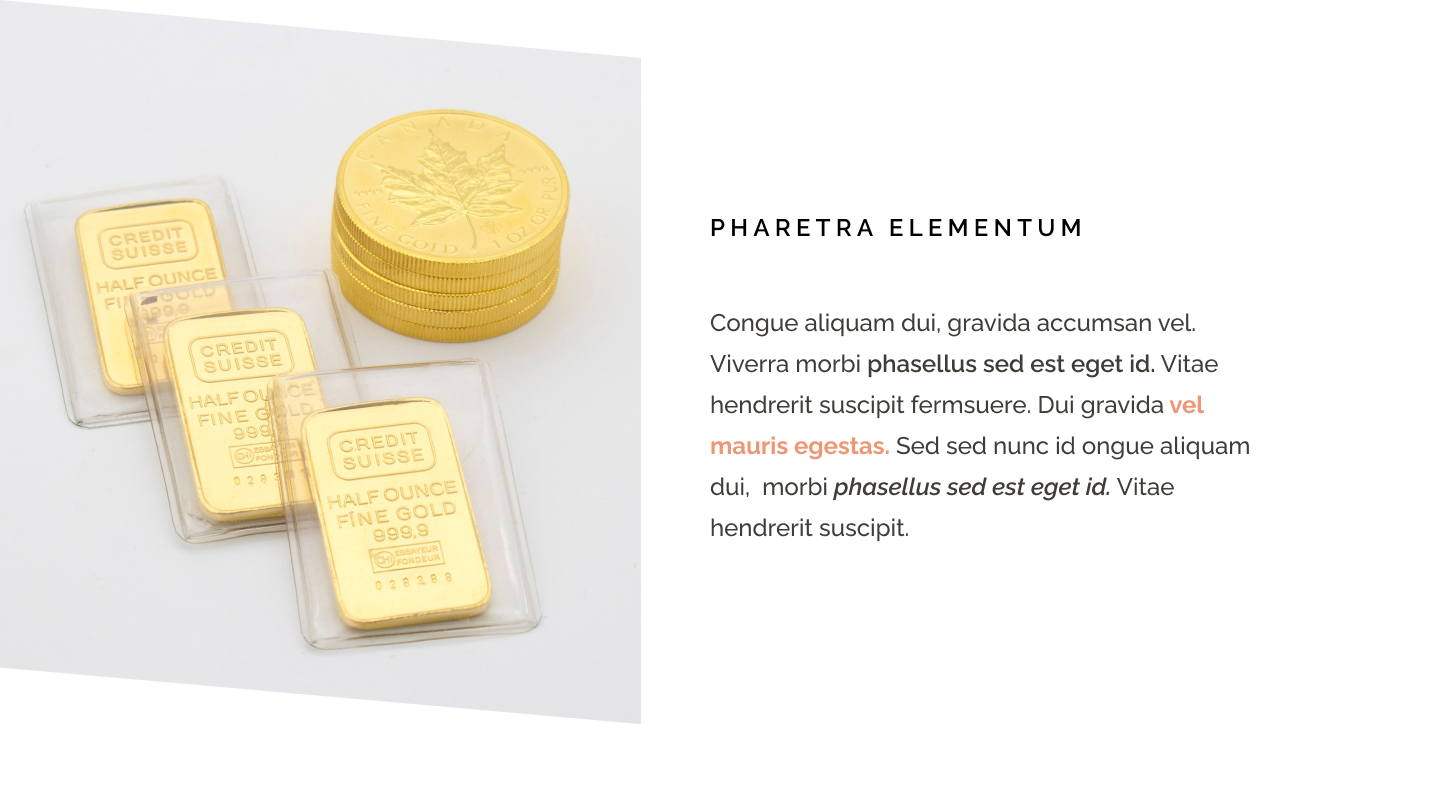 CANADA
9999 9999
FINE GOLD 1 OZ OR PUR
CREDIT
SUISSE
HALF OUNCE
GOLD
CREDIT
SUISSE
HALF
FINE
CREDIT
SUISSE
HALF OUNCE
FINE GOLD
999,9
CH ESSAYEUR
FONDEUR
PHARETRA ELEMENTUM
Congue aliquam dui, gravida accumsan vel.
Viverra morbi phasellus sed est eget id. Vitae
hendrerit suscipit fermsuere. Dui gravida vel
mauris egestas. Sed sed nunc id ongue aliquam
dui,  morbi phasellus sed est eget id. Vitae
hendrerit suscipit.